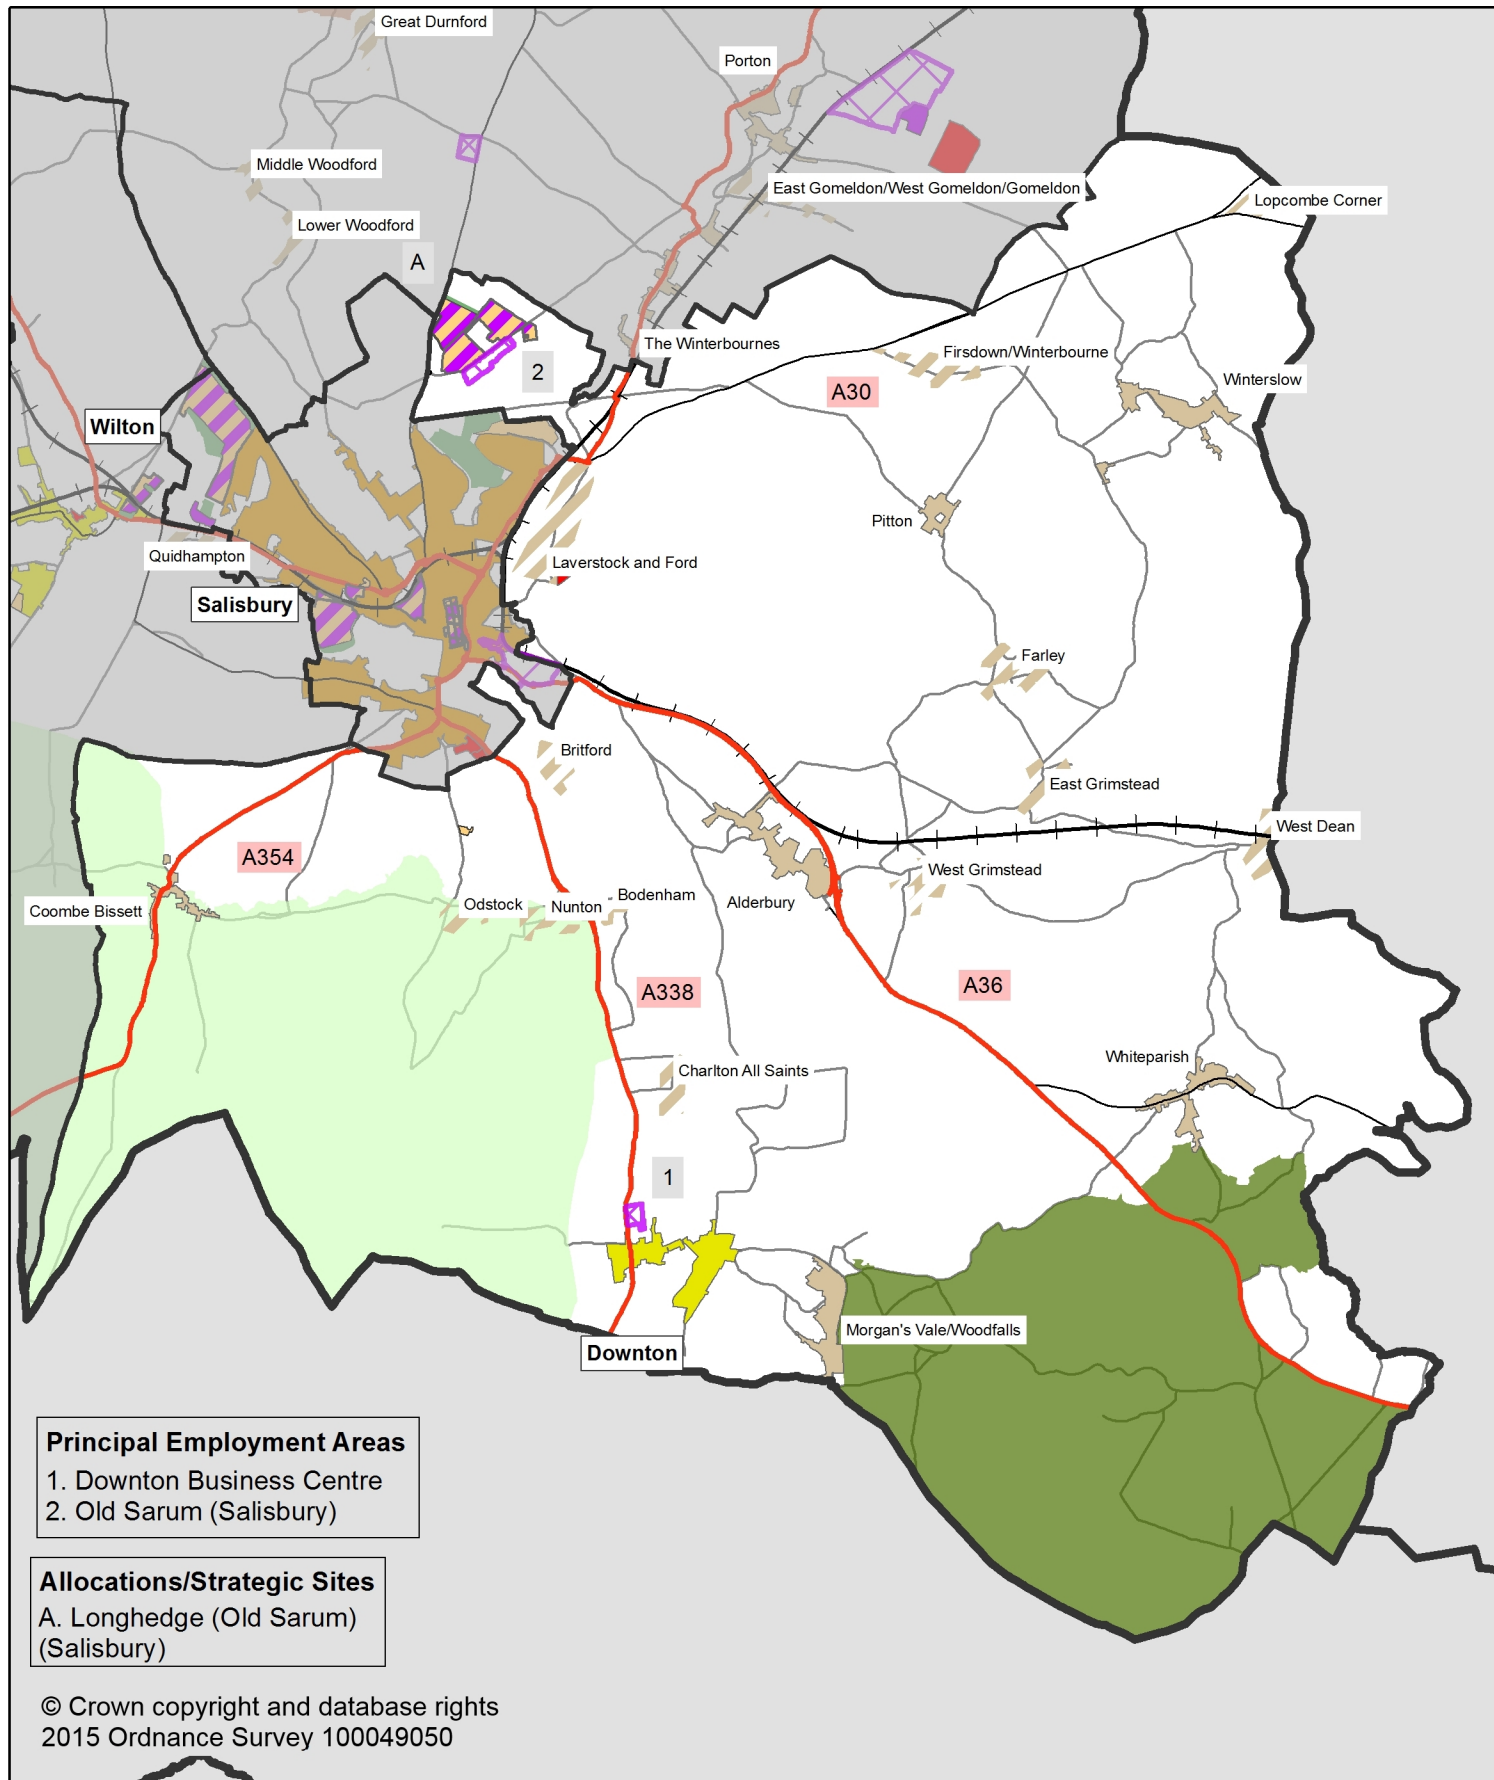 Great Durnford
Porton
Middle Woodford
East Gomeldon/West Gomeldon/Gomeldon
Lopcombe Corner
Lower Woodford
A
The Winterbournes
Firsdown/Winterbourne
2
A30
Winterslow
Wilton
Pitton
Quidhampton
Laverstock and Ford
Salisbury
Farley
Britford
East Grimstead
West Dean
A354
West Grimstead
Bodenham
Odstock
Nunton
Alderbury
Coombe Bissett
A338
A36
Whiteparish
Charlton All Saints
1
Morgan's Vale/Woodfalls
Downton
Principal Employment Areas
1. Downton Business Centre
2. Old Sarum (Salisbury)
Allocations/Strategic Sites
A. Longhedge (Old Sarum)
(Salisbury)
© Crown copyright and database rights
2015 Ordnance Survey 100049050